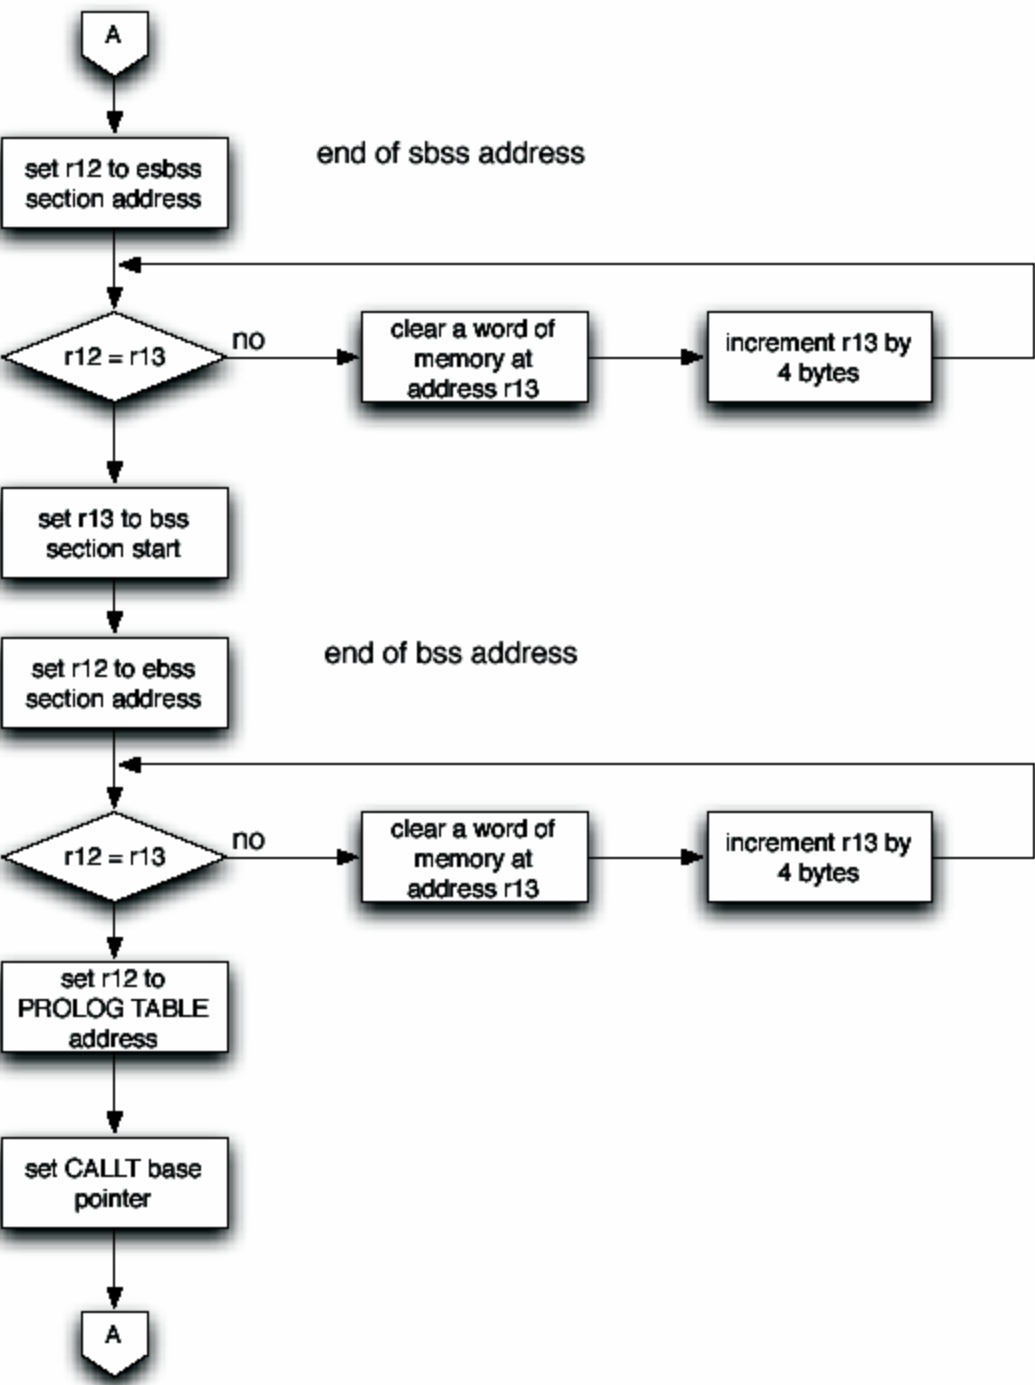 A
set r12 to esbss
section address
end of sbss address
r12 = r13
no
clear a word of
memory at
address r13
increment r13 by
4 bytes
set r13 to bss
section start
set r12 to ebss
section address
end of bss address
r12 = r13
no
clear a word of
memory at
address r13
increment r13 by
4 bytes
set r12 to
PROLOG TABLE
address
set CALLT base
pointer
A